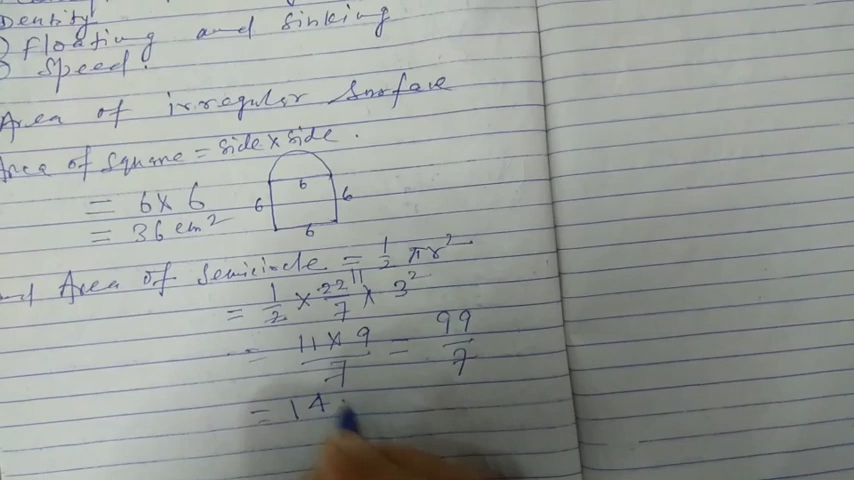 Density
floating and sinking
Speed.
Area of irregular Surface
Area of Square = side × side.
= 6 × 6
= 36 cm²
6
6
6
6
Area of Semicircle = 1/2 πr²
= 1/2 × 22/7 11 × 3²
= 11 × 9 / 7 = 99/7
= 14.